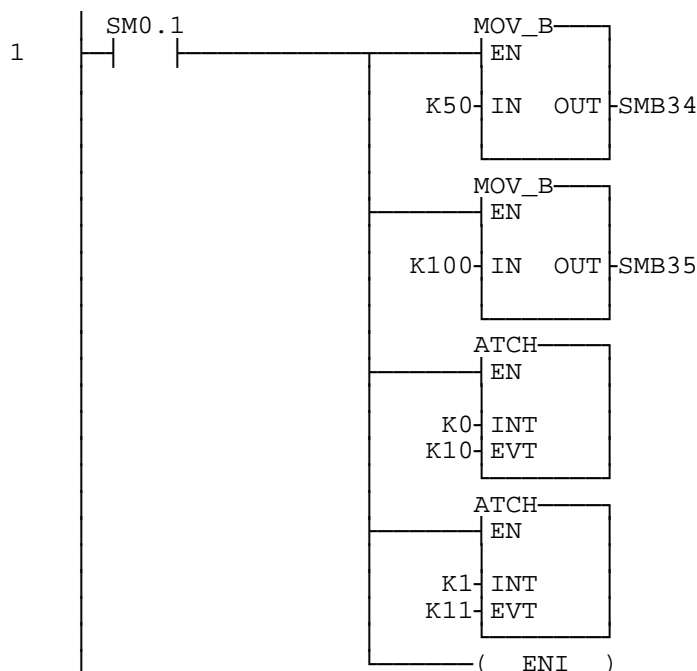 SM0.1 MOV_B
1 EN
K50 IN OUT SMB34
MOV_B
EN
K100 IN OUT SMB35
ATCH
EN
K0 INT
K10 EVT
ATCH
EN
K1 INT
K11 EVT
( ENI )